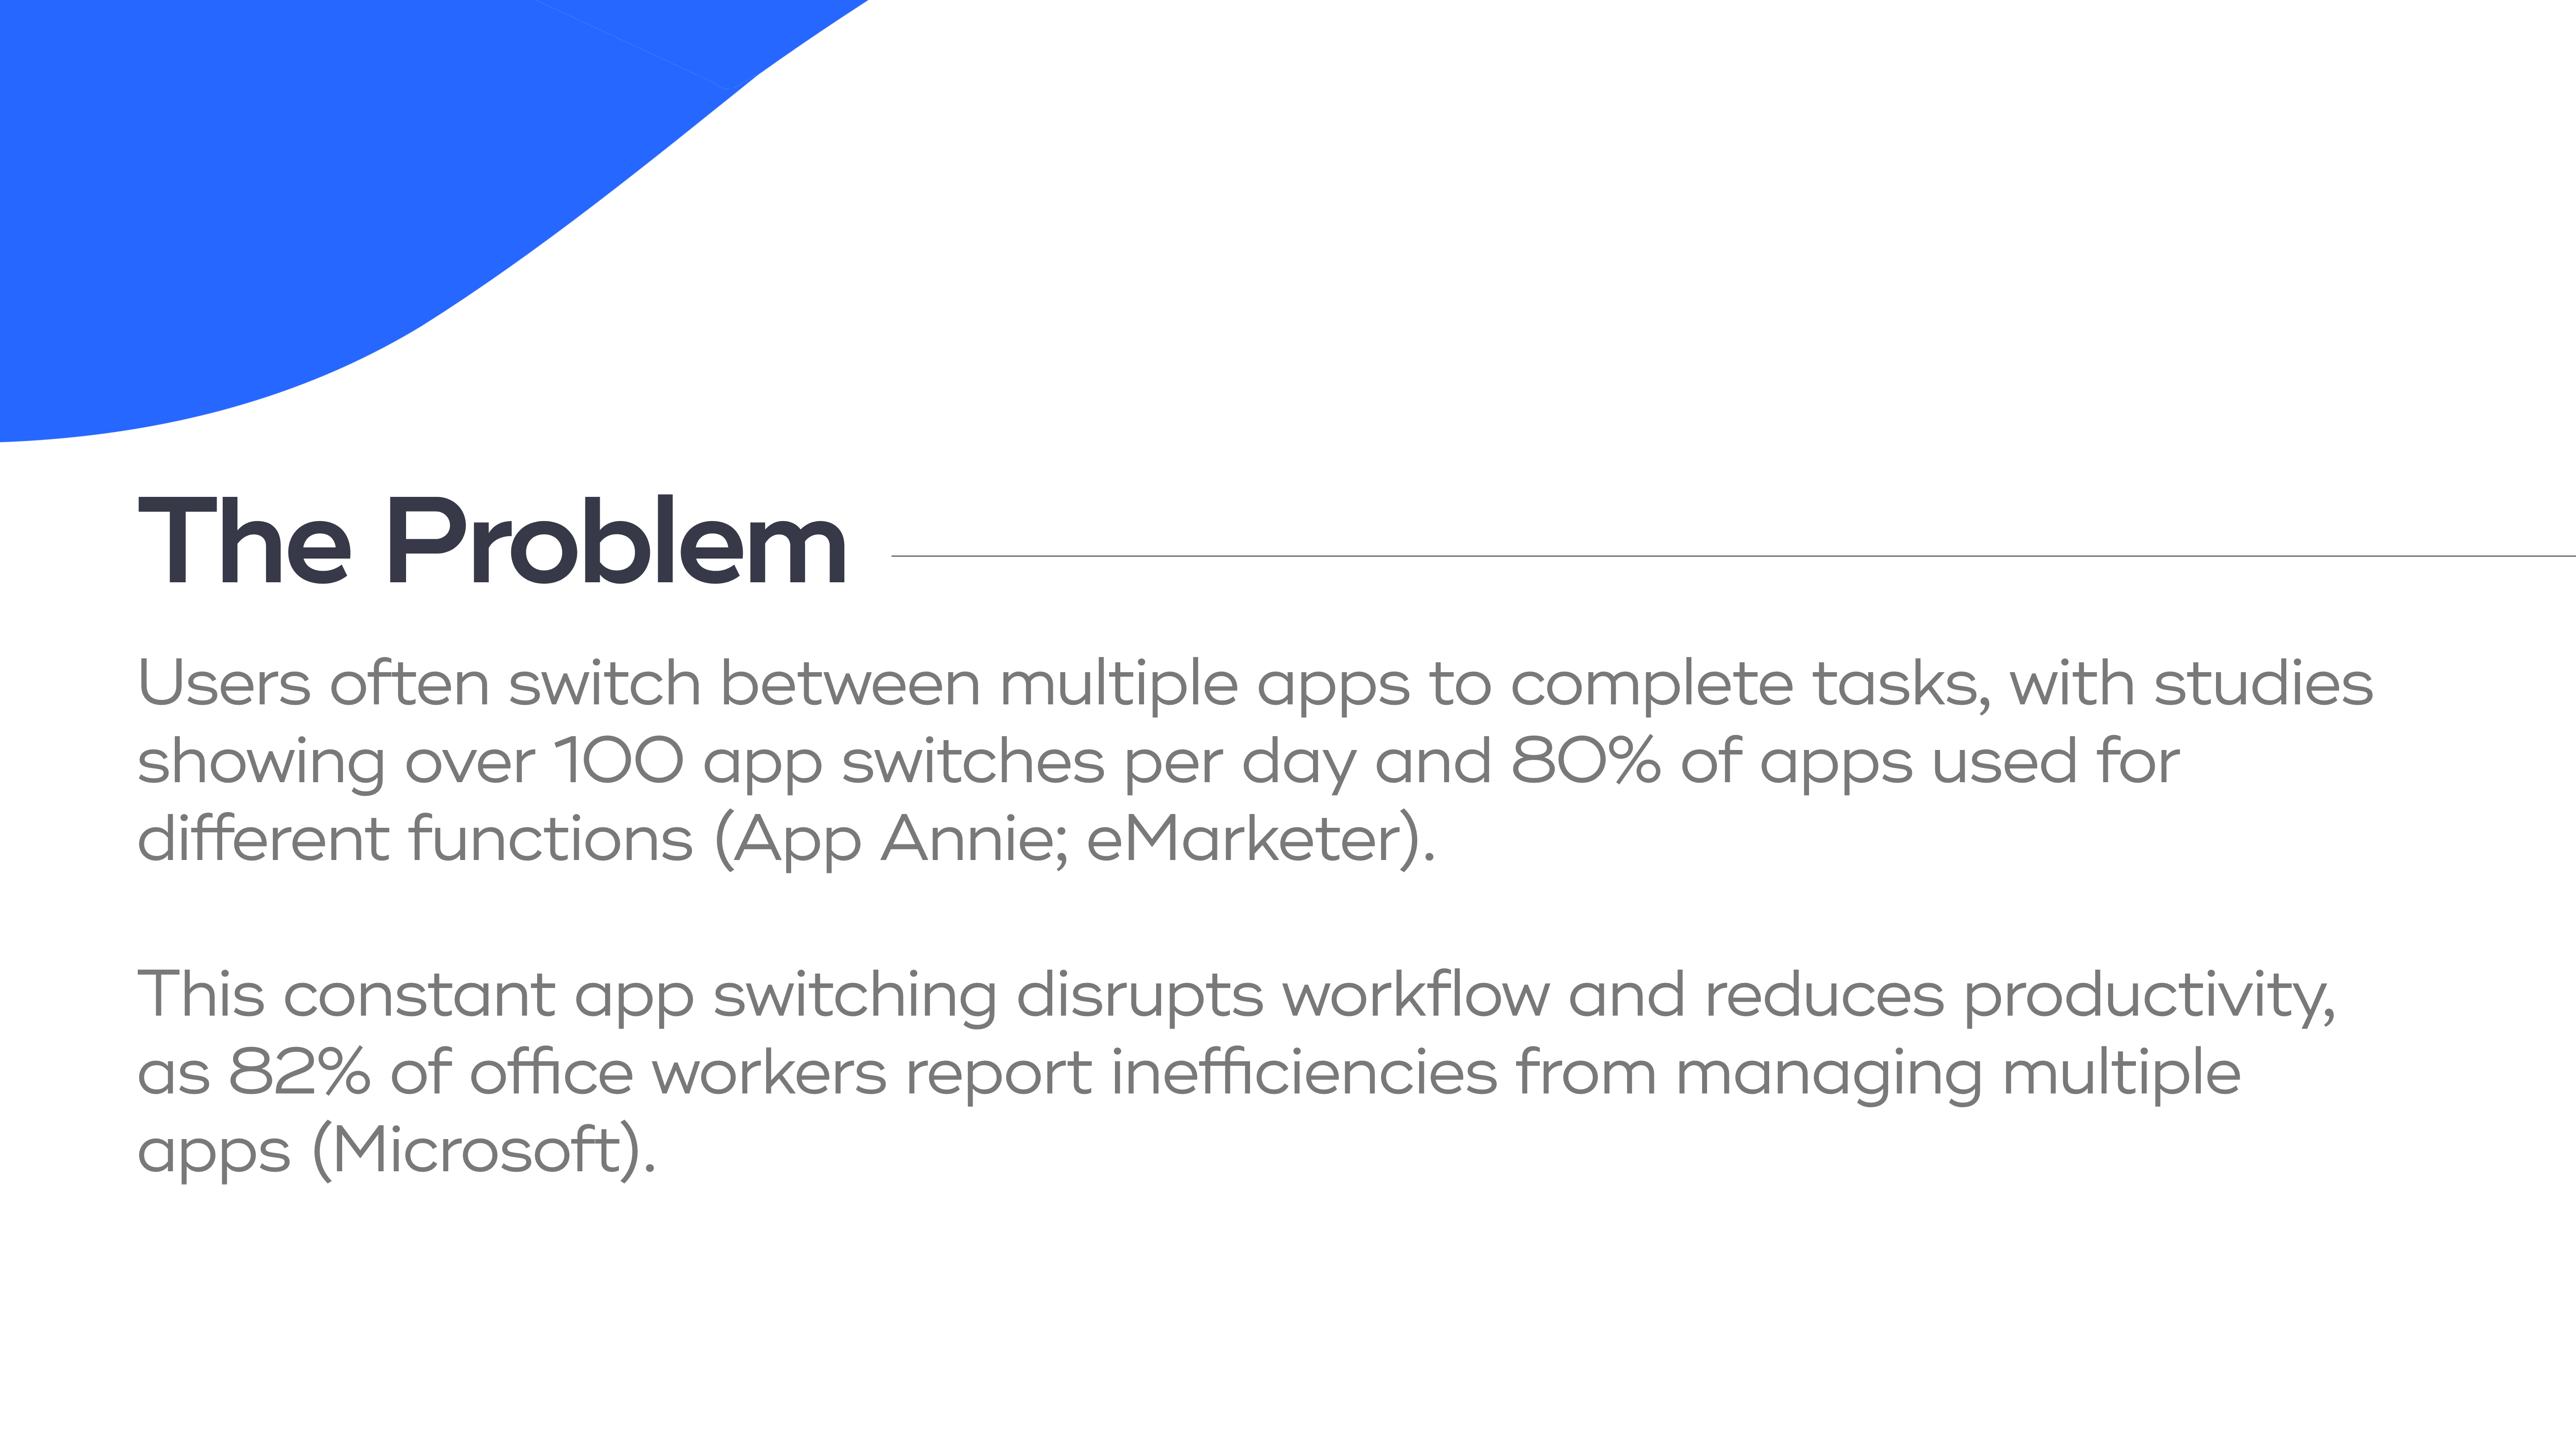 The Problem
Users often switch between multiple apps to complete tasks, with studies
showing over 100 app switches per day and 80% of apps used for
different functions (App Annie; eMarketer).
This constant app switching disrupts workflow and reduces productivity,
as 82% of office workers report inefficiencies from managing multiple
apps (Microsoft).